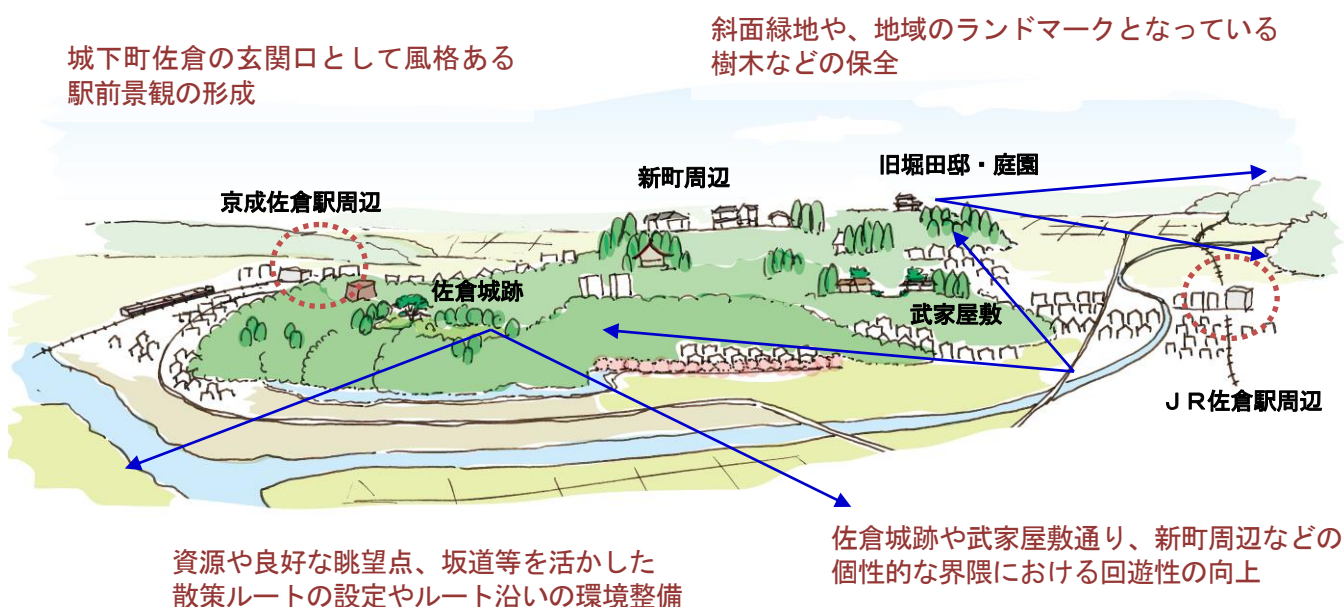 城下町佐倉の玄関口として風格ある
駅前景観の形成
斜面緑地や、地域のランドマークとなっている
樹木などの保全
京成佐倉駅周辺
新町周辺
旧堀田邸・庭園
佐倉城跡
武家屋敷
ＪＲ佐倉駅周辺
資源や良好な眺望点、坂道等を活かした
散策ルートの設定やルート沿いの環境整備
佐倉城跡や武家屋敷通り、新町周辺などの
個性的な界隈における回遊性の向上